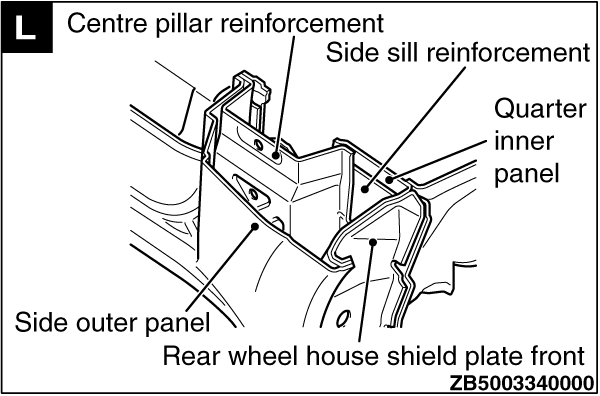 L
Centre pillar reinforcement
Side sill reinforcement
Quarter
inner
panel
Side outer panel
Rear wheel house shield plate front
ZB5003340000